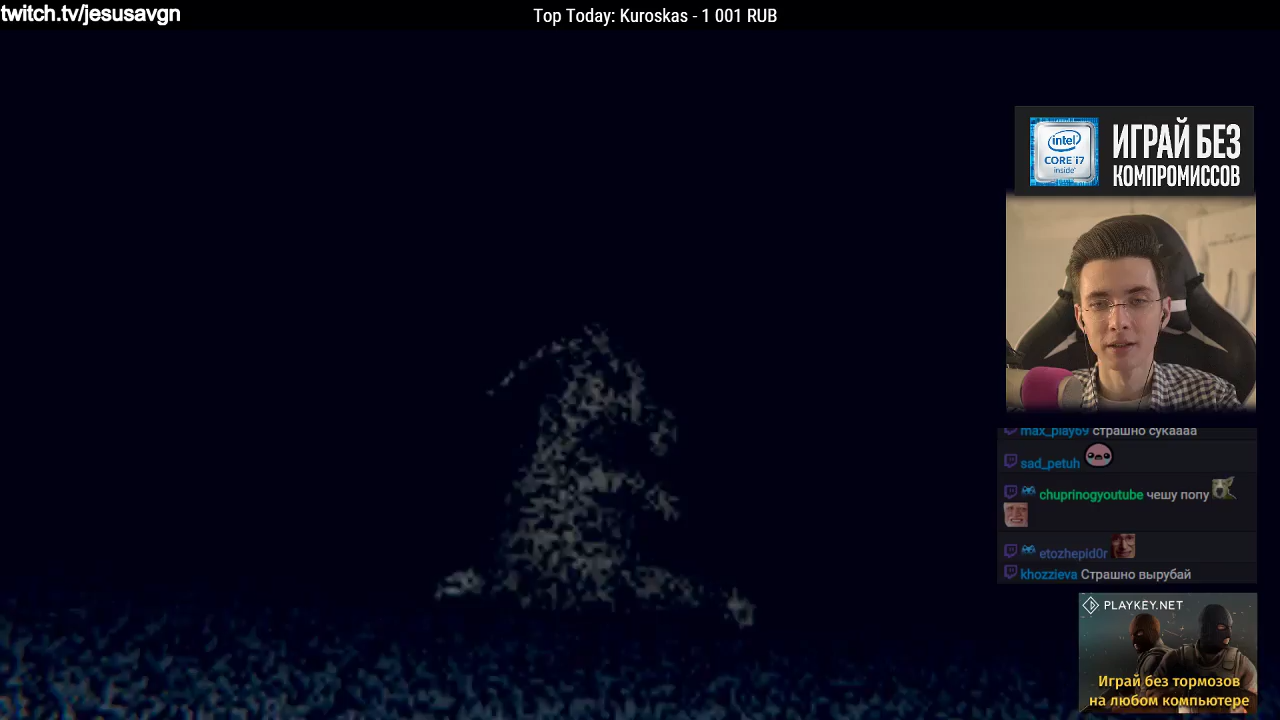 twitch.tv/jesusavgn
Top Today: Kuroskas - 1 001 RUB
intel
CORE i7
inside
ИГРАЙ БЕЗ
КОМПРОМИССОВ
max_play69 страшно сукаааа
sad_petuh
chuprinogyoutube чешу попу
etozhepid0r
khozzieva Страшно вырубай
PLAYKEY.NET
Играй без тормозов
на любом компьютере